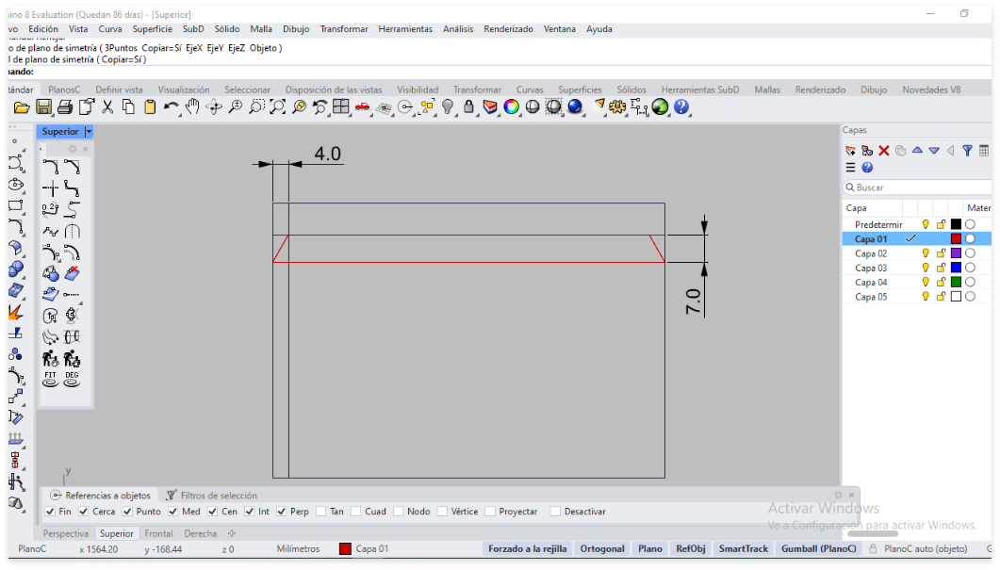 ino 8 Evaluation (Quedan 86 días) - [Superior]
vo Edición Vista Curva Superficie SubD Sólido Malla Dibujo Transformar Herramientas Análisis Renderizado Ventana Ayuda
o de plano de simetría ( 3Puntos Copiar=Sí EjeX EjeY EjeZ Objeto )
l de plano de simetría ( Copiar=Sí )
ando:
tándar PlanosC Definir vista Visualización Seleccionar Disposición de las vistas Visibilidad Transformar Curvas Superficies Sólidos Herramientas SubD Mallas Renderizado Dibujo Novedades V8
Superior
Capas
Buscar
Capa Mater
Predetermir
Capa 01
Capa 02
Capa 03
Capa 04
Capa 05
4.0
7.0
FIT DEG
y
Referencias a objetos Filtros de selección
Fin Cerca Punto Med Cen Int Perp Tan Cuad Nodo Vértice Proyectar Desactivar
Activar Windows
Ve a Configuración para activar Windows.
Perspectiva Superior Frontal Derecha
PlanoC x 1564.20 y -168.44 z 0 Milímetros Capa 01 Forzado a la rejilla Ortogonal Plano RefObj SmartTrack Gumball (PlanoC) PlanoC auto (objeto) G